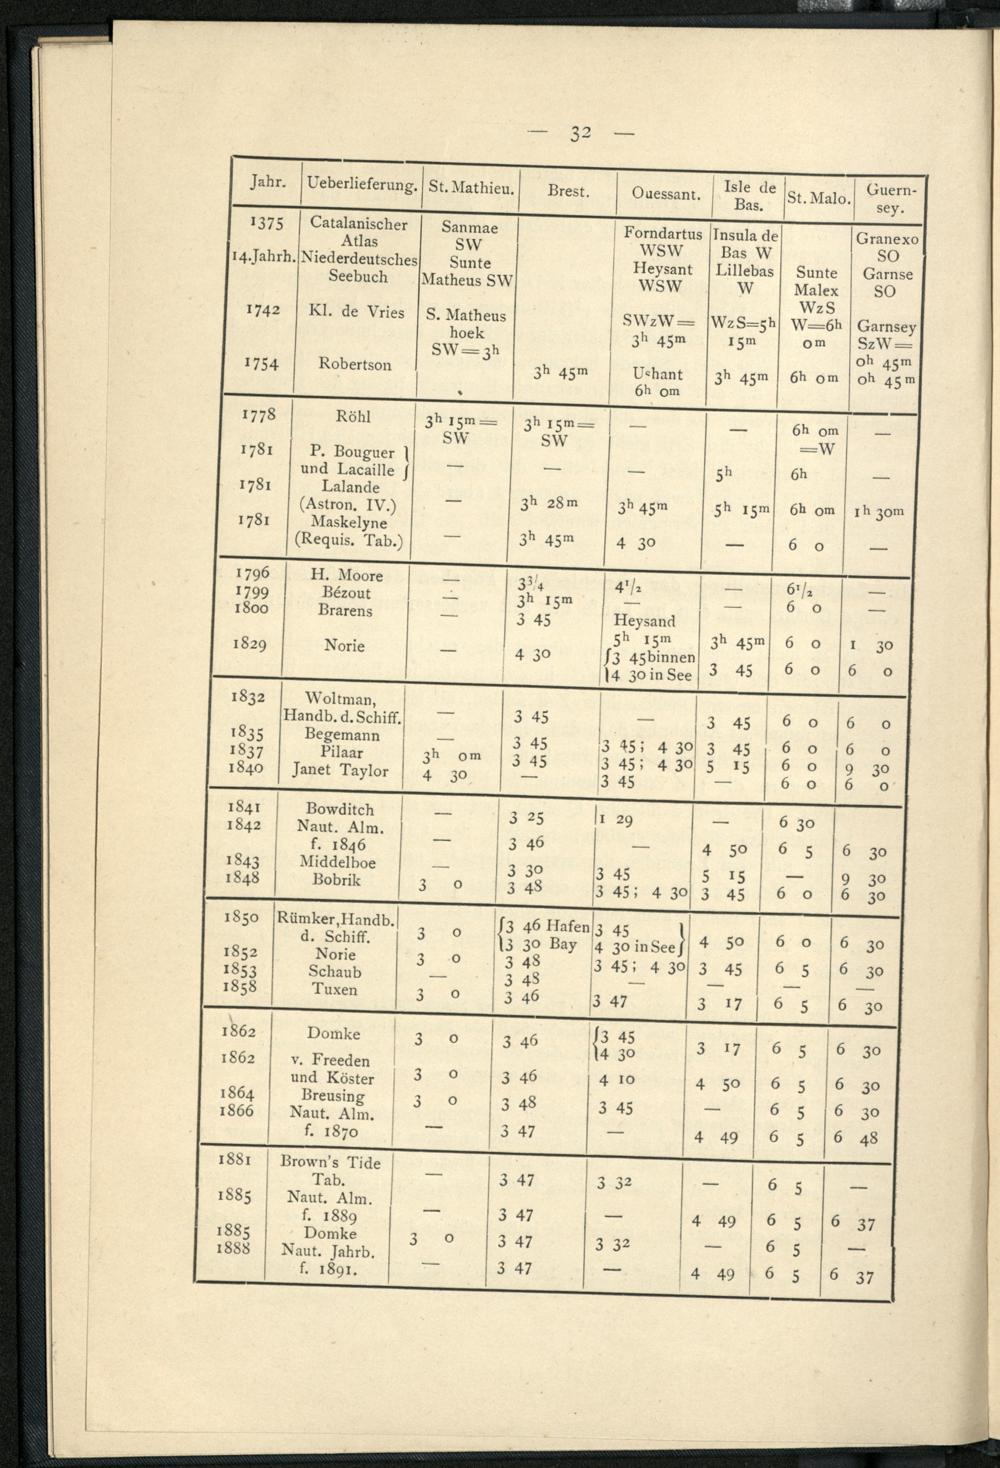 — 32 —
Jahr. Ueberlieferung. St. Mathieu. Brest. Ouessant. Isle de Bas. St. Malo. Guern-sey.
1375 Catalanischer Sanmae Forndartus Insula de Granexo
Atlas SW WSW Bas W SO
14.Jahrh. Niederdeutsches Sunte Heysant Lillebas Sunte Garnse
Seebuch Matheus SW WSW W Malex SO
1742 Kl. de Vries S. Matheus SWzW= WzS=5h WzS Garnsey
hoek 3h 45m 15m W=6h SzW=
SW=3h 0m 0h 45m
1754 Robertson 3h 45m Ushant 3h 45m 6h 0m 0h 45m
6h 0m
1778 Röhl 3h 15m= 3h 15m= — — 6h 0m —
SW SW =W
1781 P. Bouguer }
und Lacaille — — — 5h 6h —
1781 Lalande
(Astron. IV.) — 3h 28m 3h 45m 5h 15m 6h 0m 1h 30m
1781 Maskelyne
(Requis. Tab.) — 3h 45m 4 30 — 6 0 —
1796 H. Moore — 3 3/4 4 1/2 — 6 1/2 —
1799 Bézout — 3h 15m — — 6 0 —
1800 Brarens — 3 45 Heysand
5h 15m 3h 45m 6 0 1 30
1829 Norie — 4 30 {3 45 binnen
4 30 in See 3 45 6 0 6 0
1832 Woltman,
Handb. d. Schiff. — 3 45 — 3 45 6 0 6 0
1835 Begemann — 3 45 3 45; 4 30 3 45 6 0 6 0
1837 Pilaar 3h 0m 3 45 3 45; 4 30 5 15 6 0 9 30
1840 Janet Taylor 4 30 — 3 45 — 6 0 6 0
1841 Bowditch — 3 25 1 29 — 6 30
1842 Naut. Alm.
f. 1846 — 3 46 — 4 50 6 5 6 30
1843 Middelboe — 3 30 3 45 5 15 — 9 30
1848 Bobrik 3 0 3 48 3 45; 4 30 3 45 6 0 6 30
1850 Rümker, Handb. {3 46 Hafen 3 45 }
d. Schiff. 3 0 3 30 Bay 4 30 in See 4 50 6 0 6 30
1852 Norie 3 0 3 48 3 45; 4 30 3 45 6 5 6 30
1853 Schaub — 3 48 — — — —
1858 Tuxen 3 0 3 46 3 47 3 17 6 5 6 30
1862 Domke 3 0 3 46 {3 45
4 30 3 17 6 5 6 30
1862 v. Freeden
und Köster 3 0 3 46 4 10 4 50 6 5 6 30
1864 Breusing 3 0 3 48 3 45 — 6 5 6 30
1866 Naut. Alm.
f. 1870 — 3 47 — 4 49 6 5 6 48
1881 Brown's Tide
Tab. — 3 47 3 32 — 6 5 —
1885 Naut. Alm.
f. 1889 — 3 47 — 4 49 6 5 6 37
1885 Domke 3 0 3 47 3 32 — 6 5 —
1888 Naut. Jahrb.
f. 1891. — 3 47 — 4 49 6 5 6 37